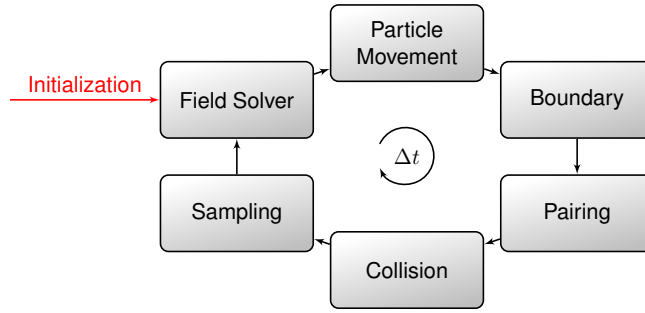 Particle
Movement
Initialization
Field Solver
Boundary
Δt
Sampling
Pairing
Collision